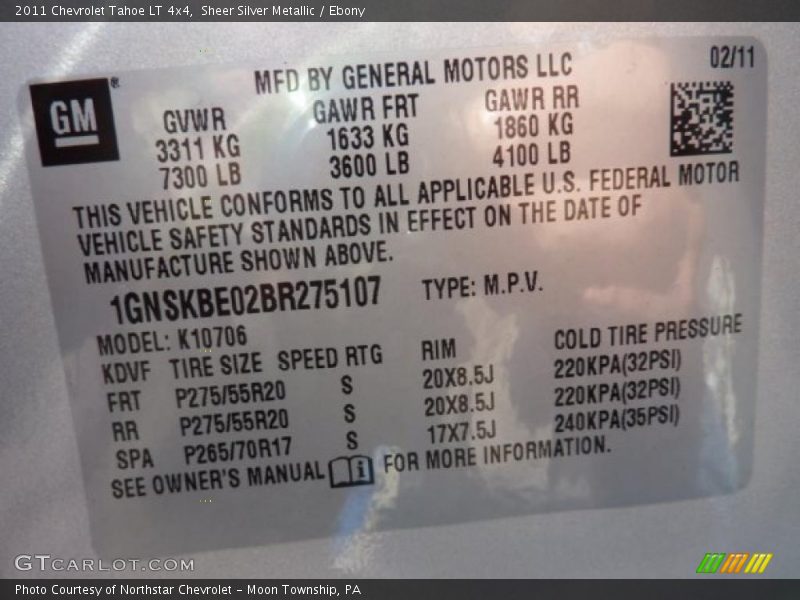 2011 Chevrolet Tahoe LT 4x4, Sheer Silver Metallic / Ebony
02/11
MFD BY GENERAL MOTORS LLC
GM ®
GVWR GAWR FRT GAWR RR
3311 KG 1633 KG 1860 KG
7300 LB 3600 LB 4100 LB
THIS VEHICLE CONFORMS TO ALL APPLICABLE U.S. FEDERAL MOTOR
VEHICLE SAFETY STANDARDS IN EFFECT ON THE DATE OF
MANUFACTURE SHOWN ABOVE.
1GNSKBE02BR275107 TYPE: M.P.V.
MODEL: K10706
KDVF TIRE SIZE SPEED RTG RIM COLD TIRE PRESSURE
FRT P275/55R20 S 20X8.5J 220KPA(32PSI)
RR P275/55R20 S 20X8.5J 220KPA(32PSI)
SPA P265/70R17 S 17X7.5J 240KPA(35PSI)
SEE OWNER'S MANUAL FOR MORE INFORMATION.
GTCARLOT.COM
Photo Courtesy of Northstar Chevrolet - Moon Township, PA